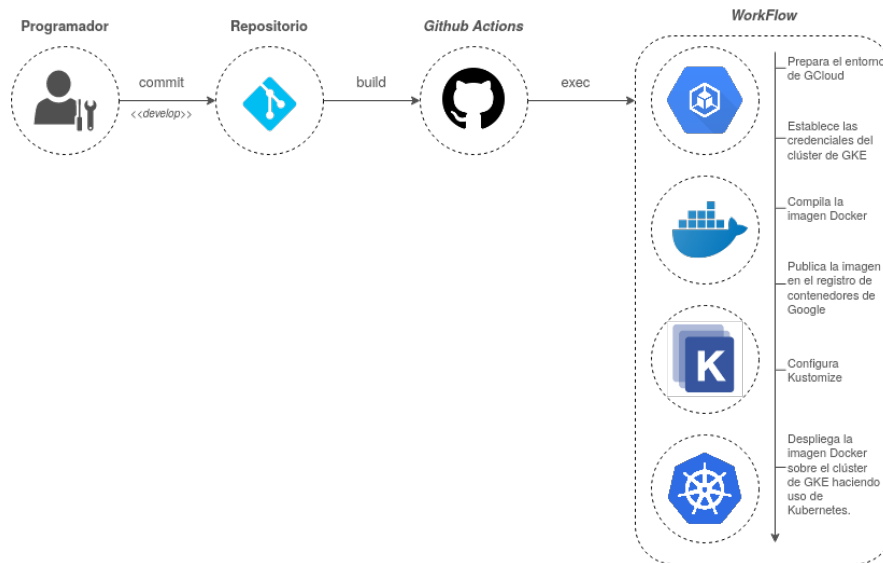 Programador
Repositorio
Github Actions
WorkFlow
commit
<<develop>>
build
exec
Prepara el entorno
de GCloud
Establece las
credenciales del
clúster de GKE
Compila la
imagen Docker
Publica la imagen
en el registro de
contenedores de
Google
K
Configura
Kustomize
Despliega la
imagen Docker
sobre el clúster
de GKE haciendo
uso de
Kubernetes.